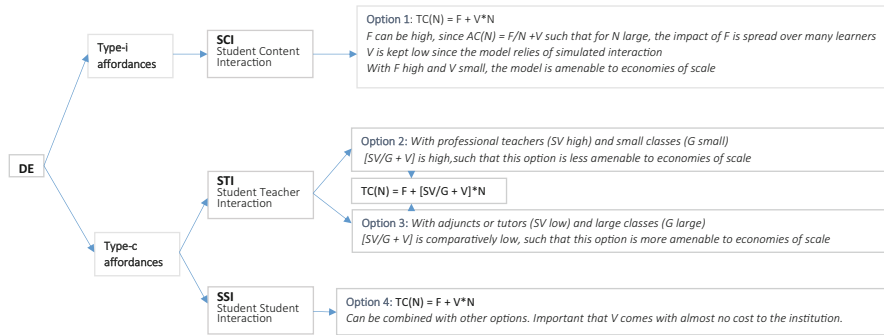 DE
Type-i
affordances
SCI
Student Content
Interaction
Option 1: TC(N) = F + V*N
F can be high, since AC(N) = F/N +V such that for N large, the impact of F is spread over many learners
V is kept low since the model relies of simulated interaction
With F high and V small, the model is amenable to economies of scale
Type-c
affordances
STI
Student Teacher
Interaction
Option 2: With professional teachers (SV high) and small classes (G small)
[SV/G + V] is high,such that this option is less amenable to economies of scale
TC(N) = F + [SV/G + V]*N
Option 3: With adjuncts or tutors (SV low) and large classes (G large)
[SV/G + V] is comparatively low, such that this option is more amenable to economies of scale
SSI
Student Student
Interaction
Option 4: TC(N) = F + V*N
Can be combined with other options. Important that V comes with almost no cost to the institution.